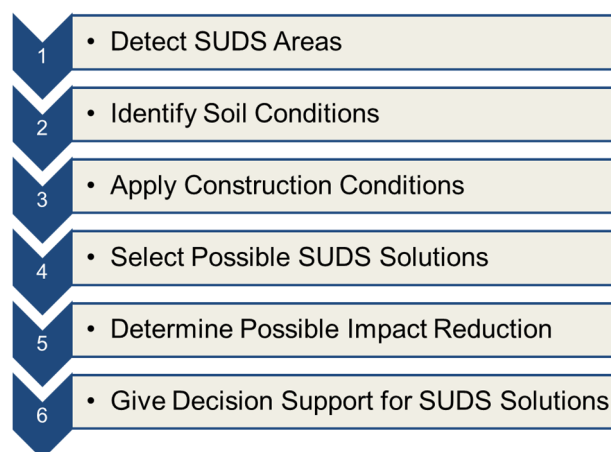 1 • Detect SUDS Areas
2 • Identify Soil Conditions
3 • Apply Construction Conditions
4 • Select Possible SUDS Solutions
5 • Determine Possible Impact Reduction
6 • Give Decision Support for SUDS Solutions